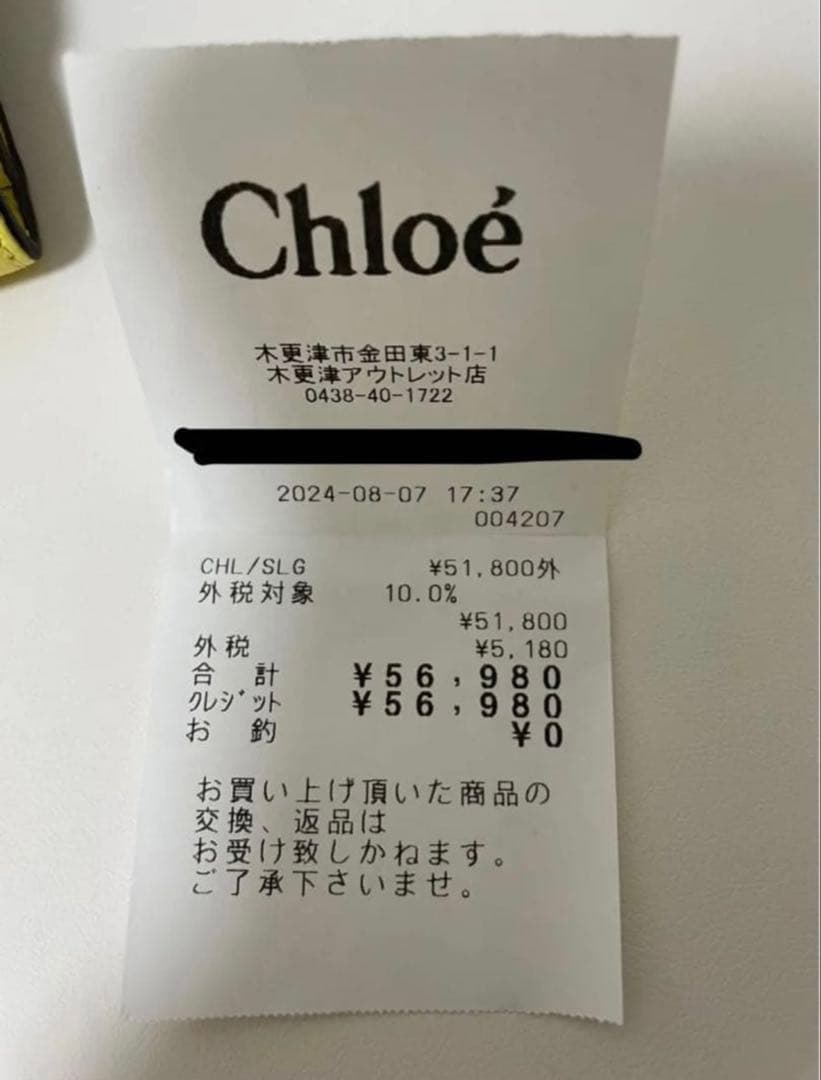 Chloé
木更津市金田東3-1-1
木更津アウトレット店
0438-40-1722
2024-08-07 17:37
004207
CHL/SLG ¥51,800外
外税対象 10.0%
¥51,800
外税 ¥5,180
合 計 ¥56,980
クレジット ¥56,980
お 釣 ¥0
お買い上げ頂いた商品の
交換、返品は
お受け致しかねます。
ご了承下さいませ。